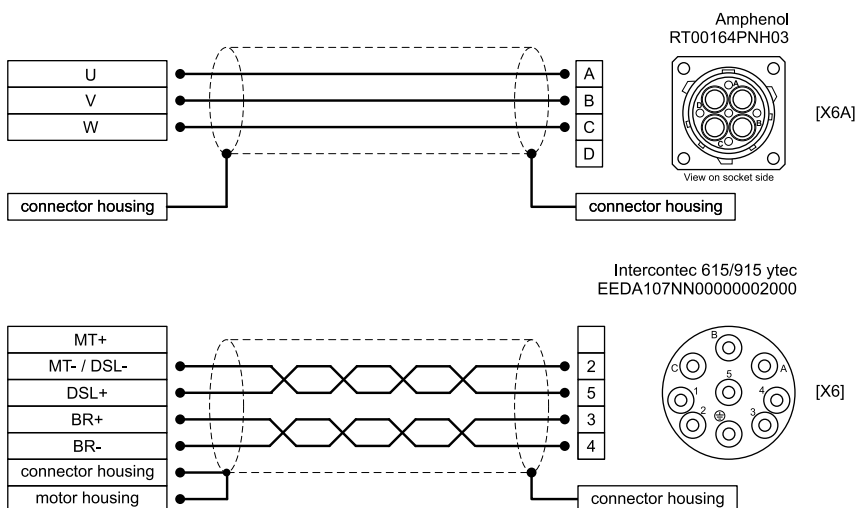 Amphenol
RT00164PNH03
U
V
W
A
B
C
D
A
D
B
C
[X6A]
View on socket side
connector housing
connector housing
Intercontec 615/915 ytec
EEDA107NN00000002000
MT+
MT- / DSL-
DSL+
BR+
BR-
connector housing
motor housing
2
5
3
4
B
C
A
5
1
4
2
3
[X6]
connector housing